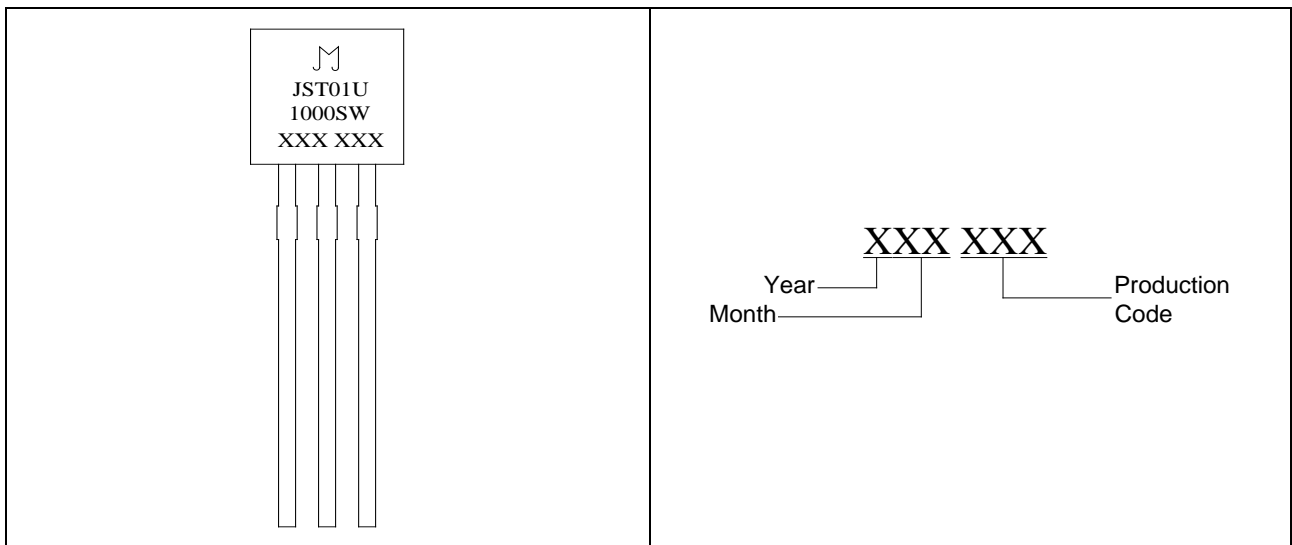 JST01U
1000SW
XXX XXX
XXX XXX
Year
Month
Production
Code